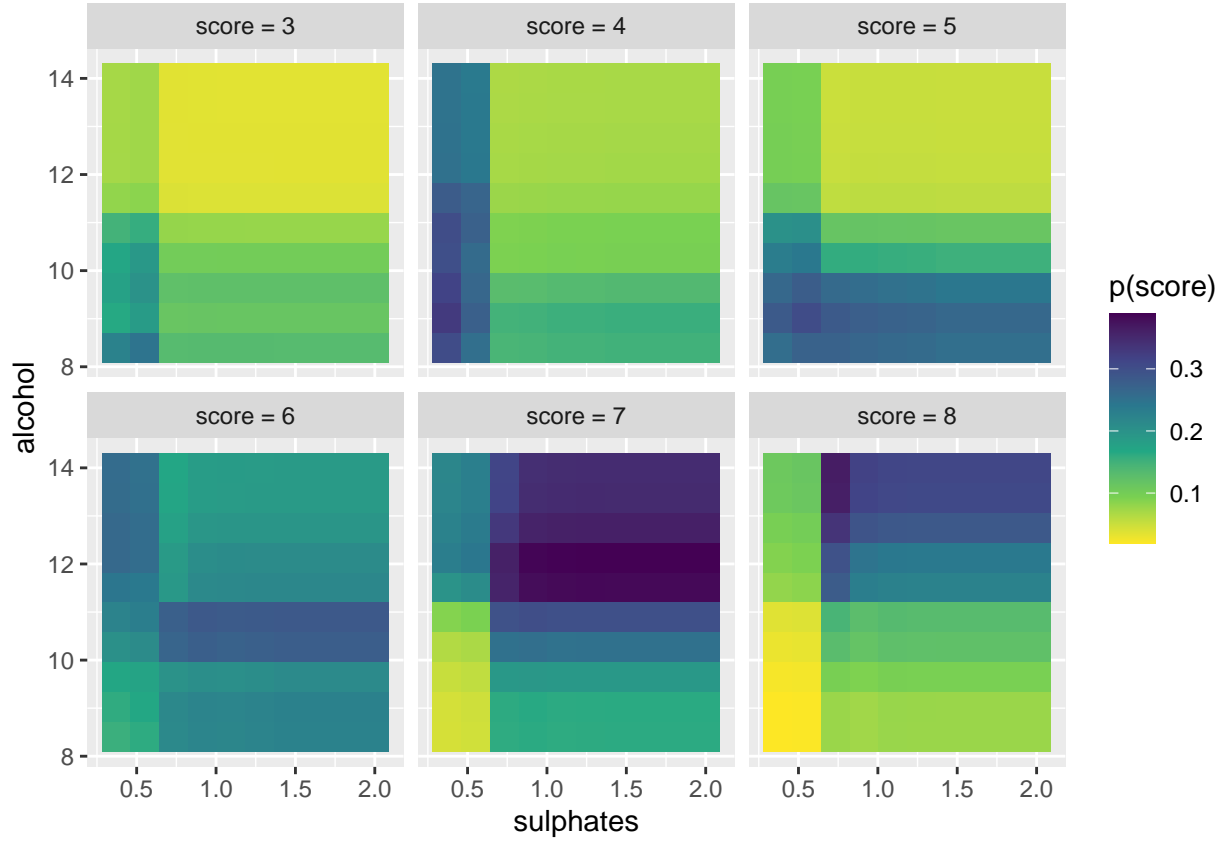 score = 3
score = 4
score = 5
14
12
10
8
score = 6
score = 7
score = 8
14
12
10
8
0.5 1.0 1.5 2.0
0.5 1.0 1.5 2.0
0.5 1.0 1.5 2.0
sulphates
alcohol
p(score)
0.3
0.2
0.1